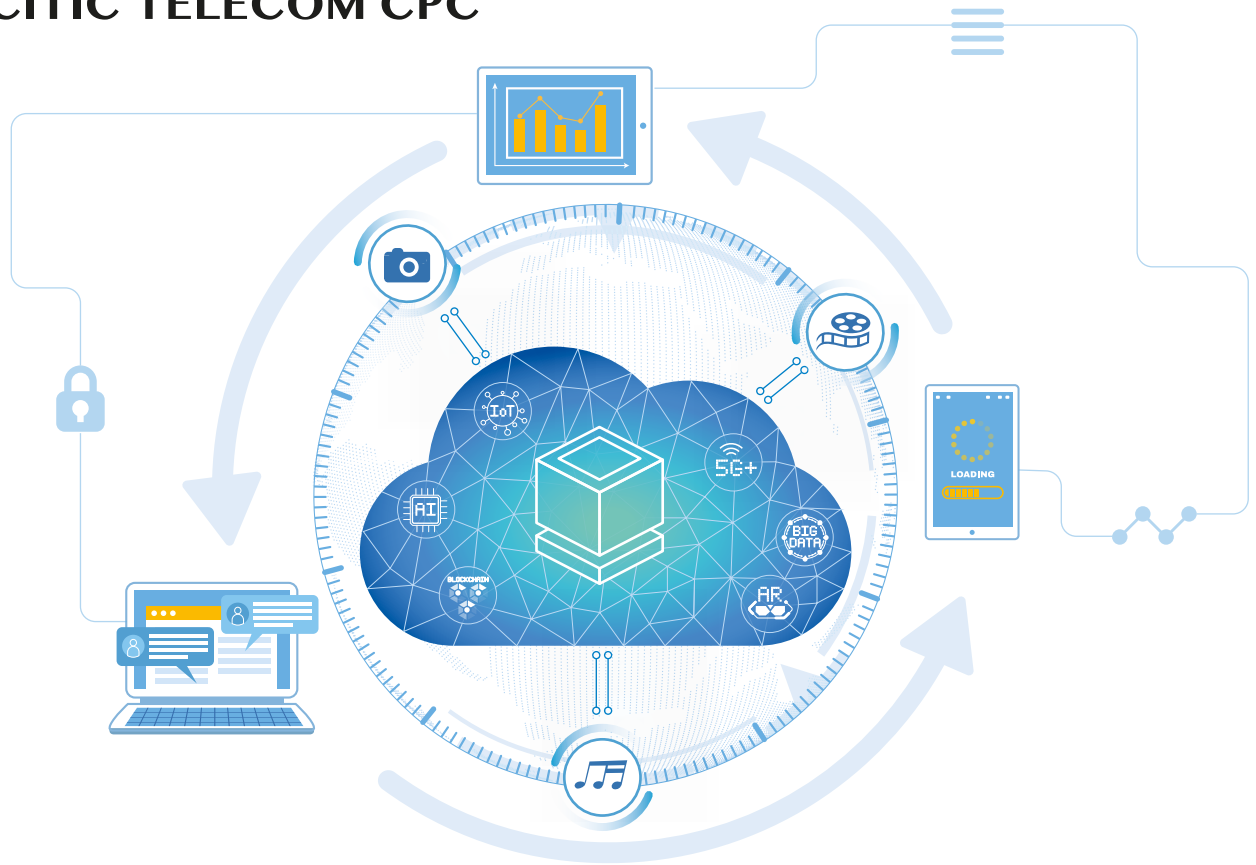 CITIC TELECOM CPC
IoT
5G+
AI
BIG
DATA
BLOCKCHAIN
AR
LOADING